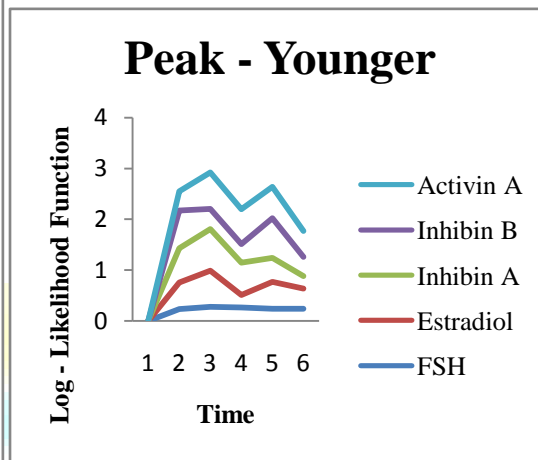 Peak - Younger
Log - Likelihood Function
4
3
2
1
0
1 2 3 4 5 6
Time
Activin A
Inhibin B
Inhibin A
Estradiol
FSH